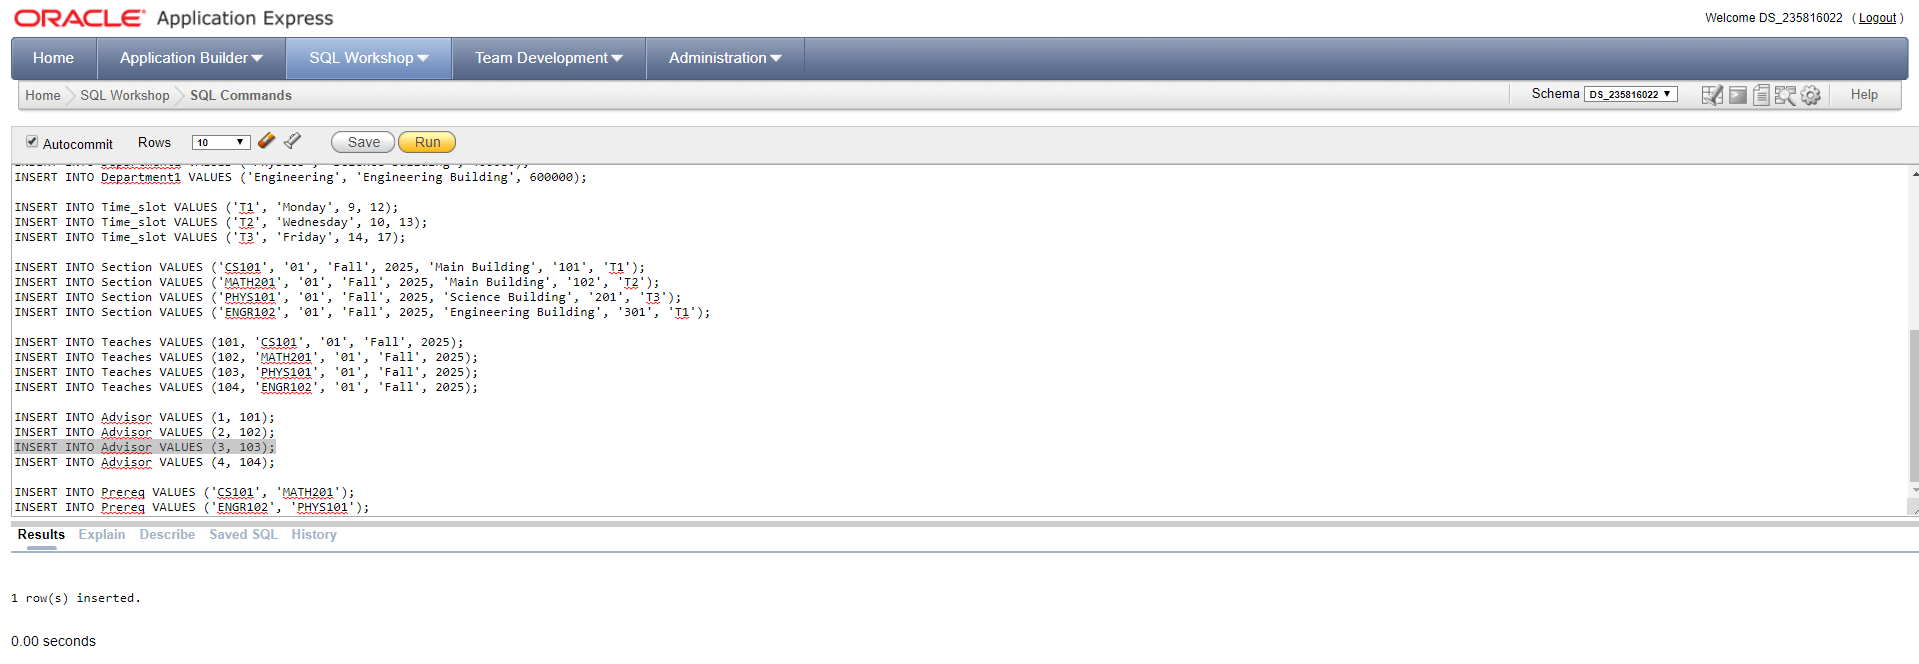 ORACLE® Application Express
Welcome DS_235816022 ( Logout )
Home Application Builder SQL Workshop Team Development Administration
Home SQL Workshop SQL Commands Schema DS_235816022 Help
Autocommit Rows 10 Save Run
INSERT INTO Department1 VALUES ('Engineering', 'Engineering Building', 600000);
INSERT INTO Time_slot VALUES ('T1', 'Monday', 9, 12);
INSERT INTO Time_slot VALUES ('T2', 'Wednesday', 10, 13);
INSERT INTO Time_slot VALUES ('T3', 'Friday', 14, 17);
INSERT INTO Section VALUES ('CS101', '01', 'Fall', 2025, 'Main Building', '101', 'T1');
INSERT INTO Section VALUES ('MATH201', '01', 'Fall', 2025, 'Main Building', '102', 'T2');
INSERT INTO Section VALUES ('PHYS101', '01', 'Fall', 2025, 'Science Building', '201', 'T3');
INSERT INTO Section VALUES ('ENGR102', '01', 'Fall', 2025, 'Engineering Building', '301', 'T1');
INSERT INTO Teaches VALUES (101, 'CS101', '01', 'Fall', 2025);
INSERT INTO Teaches VALUES (102, 'MATH201', '01', 'Fall', 2025);
INSERT INTO Teaches VALUES (103, 'PHYS101', '01', 'Fall', 2025);
INSERT INTO Teaches VALUES (104, 'ENGR102', '01', 'Fall', 2025);
INSERT INTO Advisor VALUES (1, 101);
INSERT INTO Advisor VALUES (2, 102);
INSERT INTO Advisor VALUES (3, 103);
INSERT INTO Advisor VALUES (4, 104);
INSERT INTO Prereq VALUES ('CS101', 'MATH201');
INSERT INTO Prereq VALUES ('ENGR102', 'PHYS101');
Results Explain Describe Saved SQL History
1 row(s) inserted.
0.00 seconds